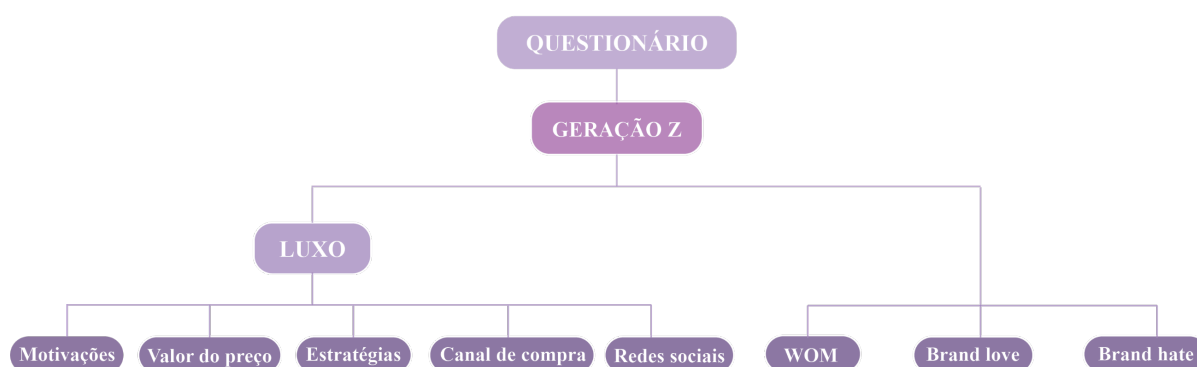 QUESTIONÁRIO
GERAÇÃO Z
LUXO
Motivações
Valor do preço
Estratégias
Canal de compra
Redes sociais
WOM
Brand love
Brand hate